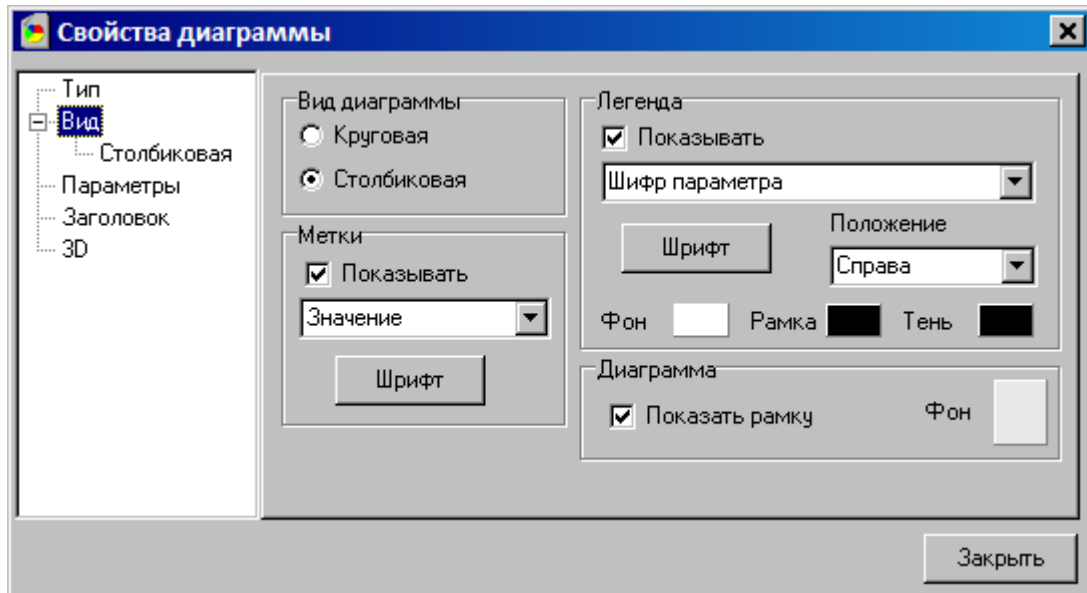 Свойства диаграммы
Тип
Вид
Столбиковая
Параметры
Заголовок
3D
Вид диаграммы
Круговая
Столбиковая
Метки
Показывать
Значение
Шрифт
Легенда
Показывать
Шифр параметра
Шрифт
Положение
Справа
Фон Рамка Тень
Диаграмма
Показать рамку Фон
Закрыть